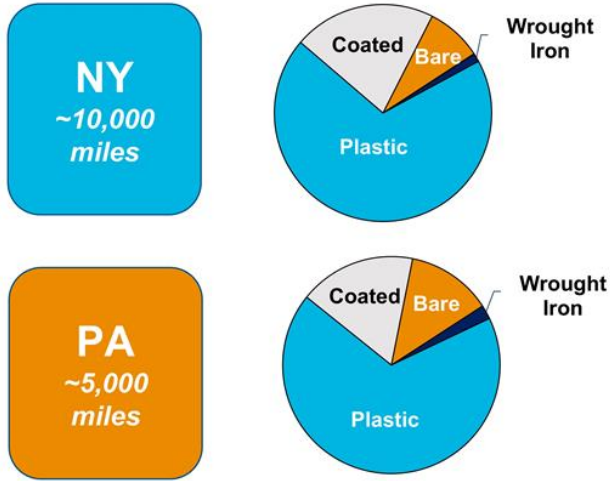 NY
~10,000
miles
Coated
Bare
Wrought
Iron
Plastic
PA
~5,000
miles
Coated
Bare
Wrought
Iron
Plastic